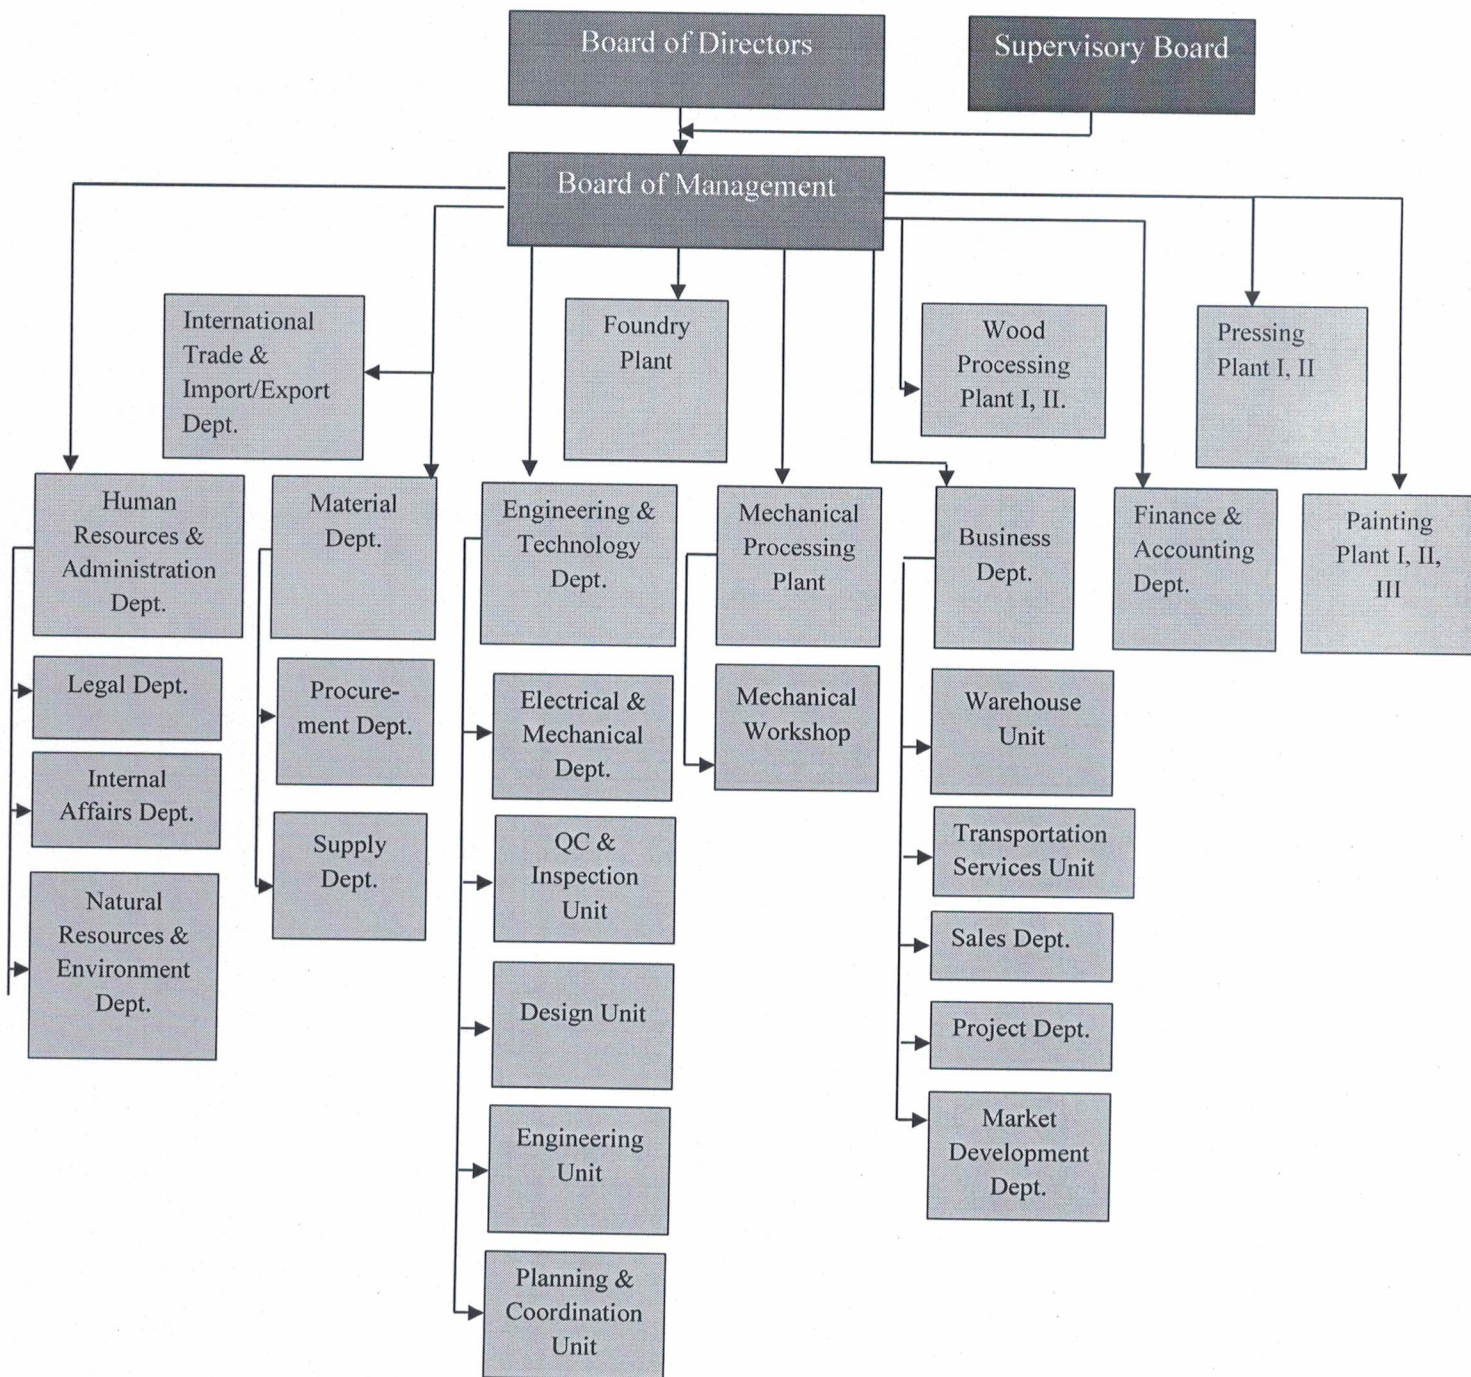 Board of Directors
Supervisory Board
Board of Management
International
Trade &
Import/Export
Dept.
Foundry
Plant
Wood
Processing
Plant I, II.
Pressing
Plant I, II
Human
Resources &
Administration
Dept.
Material
Dept.
Engineering &
Technology
Dept.
Mechanical
Processing
Plant
Business
Dept.
Finance &
Accounting
Dept.
Painting
Plant I, II,
III
Legal Dept.
Internal
Affairs Dept.
Natural
Resources &
Environment
Dept.
Procure-
ment Dept.
Supply
Dept.
Electrical &
Mechanical
Dept.
QC &
Inspection
Unit
Design Unit
Engineering
Unit
Planning &
Coordination
Unit
Mechanical
Workshop
Warehouse
Unit
Transportation
Services Unit
Sales Dept.
Project Dept.
Market
Development
Dept.